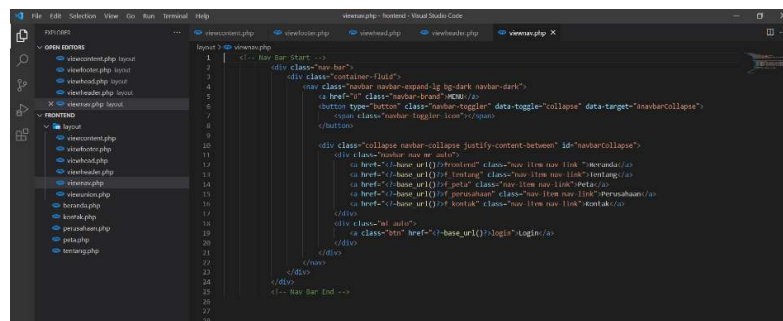 File Edit Selection View Go Run Terminal Help
viewnav.php - frontend - Visual Studio Code
EXPLORER
OPEN EDITORS
viewcontent.php layout
viewfooter.php layout
viewhead.php layout
viewheader.php layout
viewnav.php layout
FRONTEND
layout
viewcontent.php
viewfooter.php
viewhead.php
viewheader.php
viewnav.php
viewunion.php
beranda.php
kontak.php
perusahaan.php
peta.php
tentang.php
viewcontent.php viewfooter.php viewhead.php viewheader.php viewnav.php
layout > viewnav.php
1 <!-- Nav Bar Start -->
2 <div class="nav-bar">
3 <div class="container-fluid">
4 <nav class="navbar navbar-expand-lg bg-dark navbar-dark">
5 <a href="#" class="navbar-brand">MENU</a>
6 <button type="button" class="navbar-toggler" data-toggle="collapse" data-target="#navbarCollapse">
7 <span class="navbar-toggler-icon"></span>
8 </button>
9
10 <div class="collapse navbar-collapse justify-content-between" id="navbarCollapse">
11 <div class="navbar-nav mr-auto">
12 <a href="<?=base_url()?>frontend" class="nav-item nav-link ">Beranda</a>
13 <a href="<?=base_url()?>f_tentang" class="nav-item nav-link">Tentang</a>
14 <a href="<?=base_url()?>f_peta" class="nav-item nav-link">Peta</a>
15 <a href="<?=base_url()?>f_perusahaan" class="nav-item nav-link">Perusahaan</a>
16 <a href="<?=base_url()?>f_kontak" class="nav-item nav-link">Kontak</a>
17 </div>
18 <div class="ml-auto">
19 <a class="btn" href="<?=base_url()?>login">Login</a>
20 </div>
21 </div>
22 </nav>
23 </div>
24 </div>
25 <!-- Nav Bar End -->
26
27